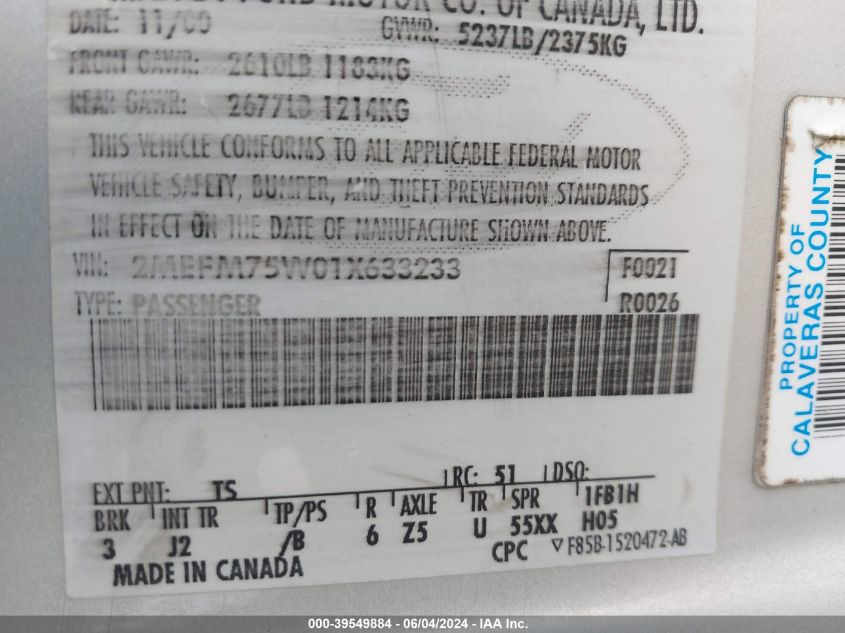 FORD MOTOR CO. OF CANADA, LTD.
DATE: 11/00 GVWR: 5237LB/2375KG
FRONT GAWR: 2610LB 1183KG
REAR GAWR: 2677LB 1214KG
THIS VEHICLE CONFORMS TO ALL APPLICABLE FEDERAL MOTOR
VEHICLE SAFETY, BUMPER, AND THEFT PREVENTION STANDARDS
IN EFFECT ON THE DATE OF MANUFACTURE SHOWN ABOVE.
VIN: 2MEFM75W01X633233 F0021
TYPE: PASSENGER R0026
EXT PNT: TS RC: 51 DSO:
BRK INT TR TP/PS R AXLE TR SPR 1FB1H
3 J2 /B 6 Z5 U 55XX H05
MADE IN CANADA CPC ▽ F85B-1520472-AB
PROPERTY OF
CALAVERAS COUNTY
000-39549884 - 06/04/2024 - IAA Inc.